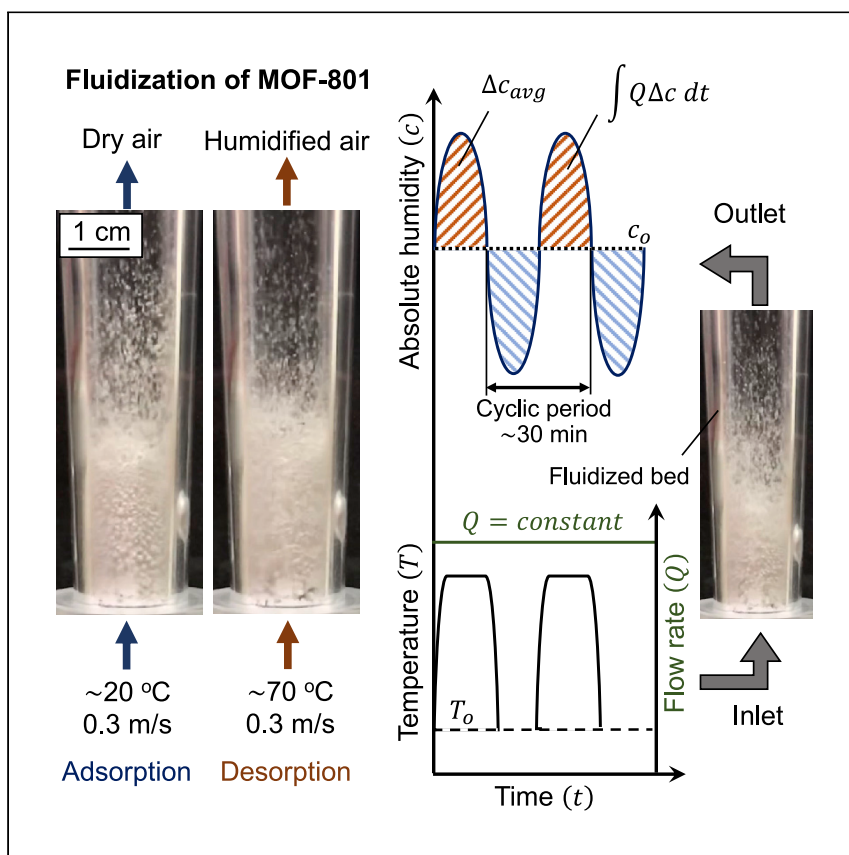 Fluidization of MOF-801
Dry air
Humidified air
1 cm
~20 °C
0.3 m/s
Adsorption
~70 °C
0.3 m/s
Desorption
Absolute humidity (c)
Δc_avg
∫ QΔc dt
c_o
Cyclic period
~30 min
Outlet
Fluidized bed
Q = constant
Temperature (T)
T_o
Flow rate (Q)
Time (t)
Inlet